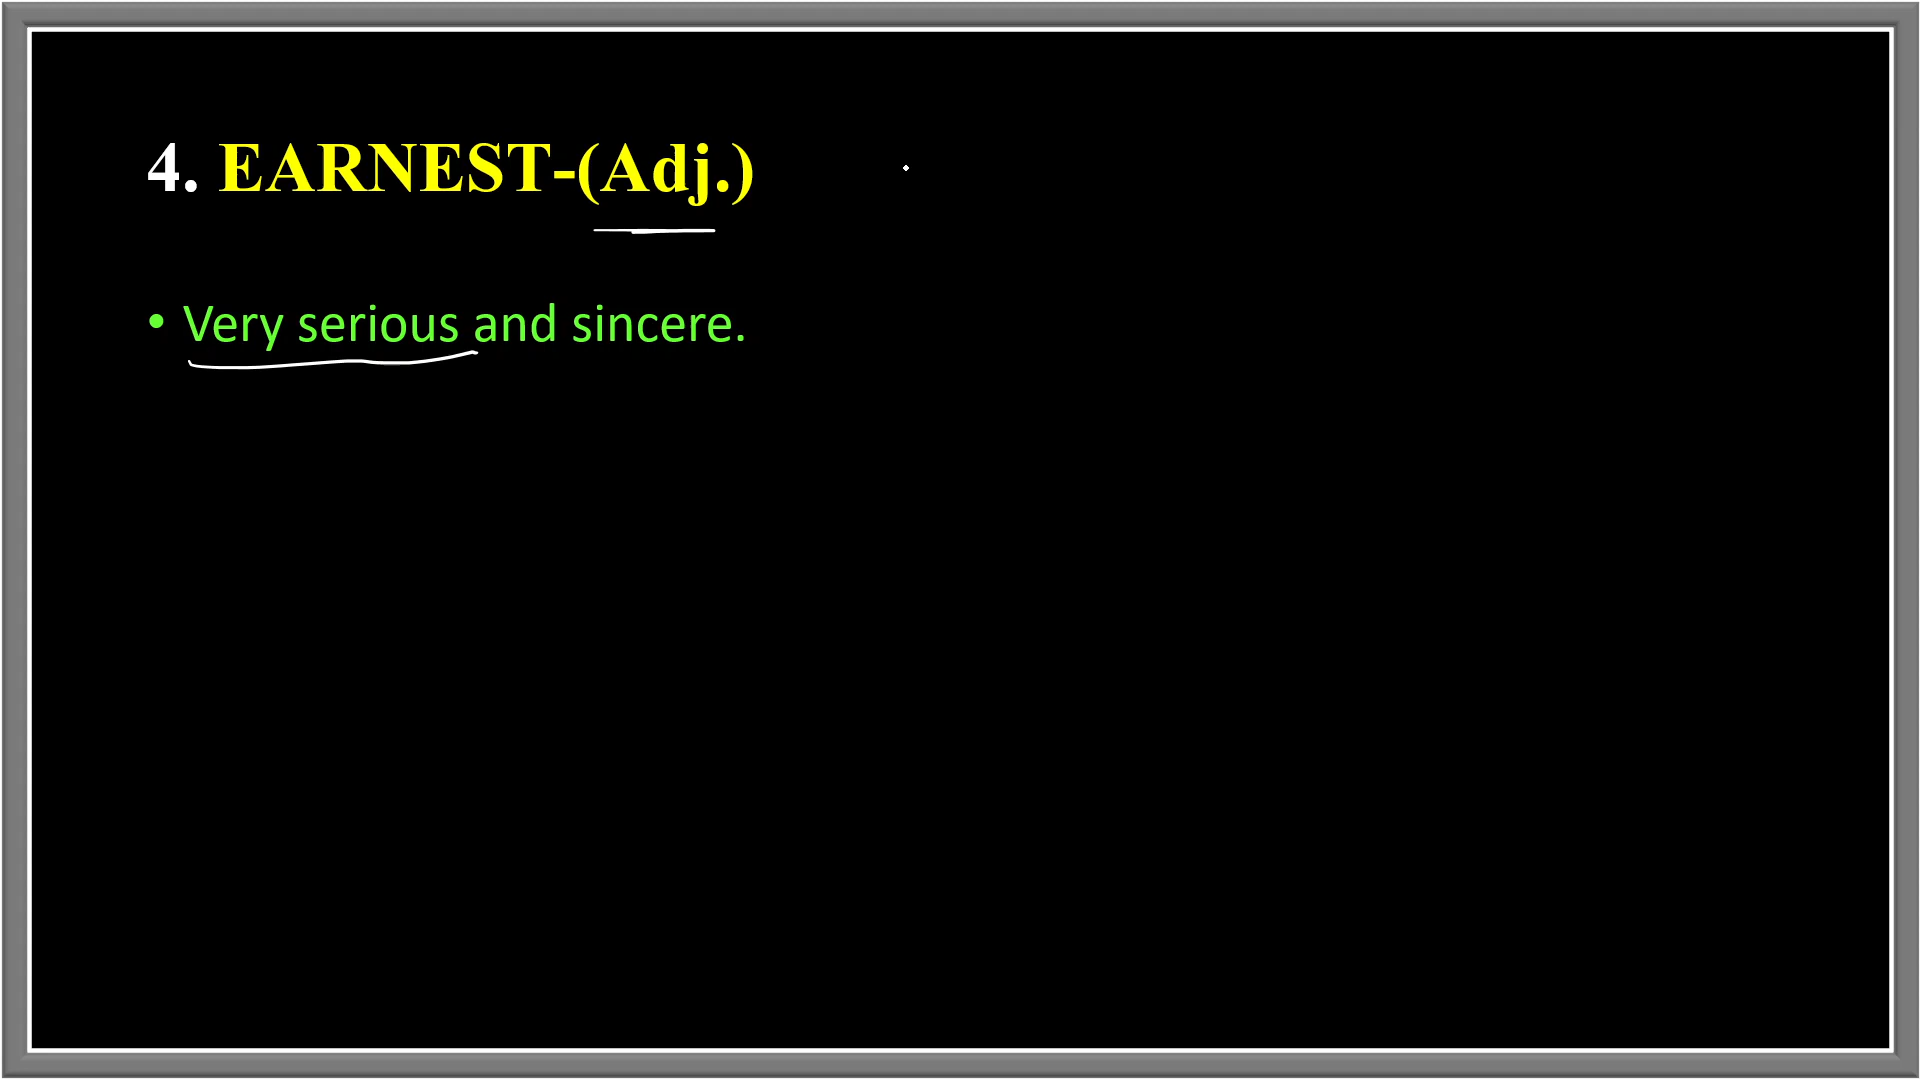 4. EARNEST-(Adj.)
• Very serious and sincere.